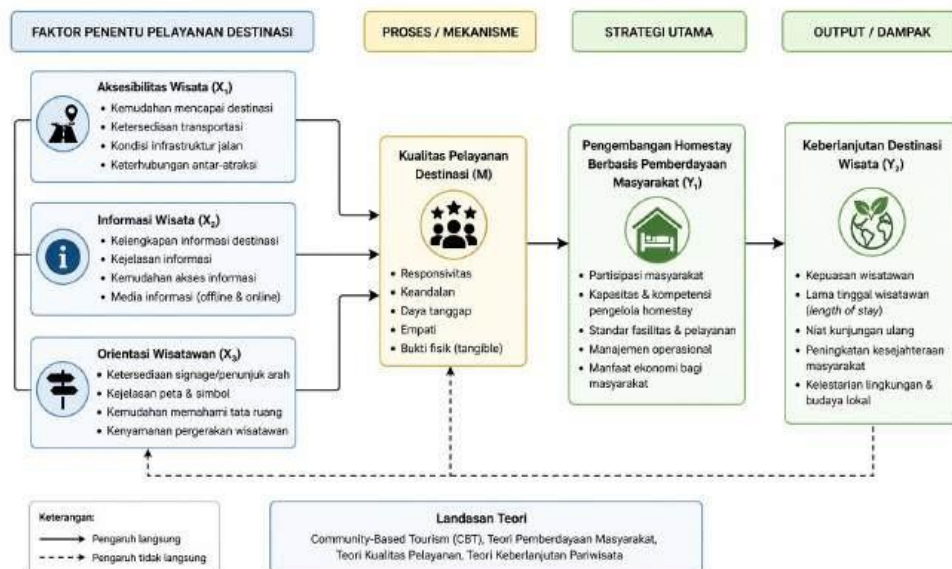 FAKTOR PENENTU PELAYANAN DESTINASI
PROSES / MEKANISME
STRATEGI UTAMA
OUTPUT / DAMPAK
Aksesibilitas Wisata (X₁)
• Kemudahan mencapai destinasi
• Ketersediaan transportasi
• Kondisi infrastruktur jalan
• Keterhubungan antar-atraksi
Informasi Wisata (X₂)
• Kelengkapan informasi destinasi
• Kejelasan informasi
• Kemudahan akses informasi
• Media informasi (offline & online)
Orientasi Wisatawan (X₃)
• Ketersediaan signage/penunjuk arah
• Kejelasan peta & simbol
• Kemudahan memahami tata ruang
• Kenyamanan pergerakan wisatawan
Kualitas Pelayanan
Destinasi (M)
• Responsivitas
• Keandalan
• Daya tanggap
• Empati
• Bukti fisik (tangible)
Pengembangan Homestay
Berbasis Pemberdayaan
Masyarakat (Y₁)
• Partisipasi masyarakat
• Kapasitas & kompetensi
pengelola homestay
• Standar fasilitas & pelayanan
• Manajemen operasional
• Manfaat ekonomi bagi
masyarakat
Keberlanjutan Destinasi
Wisata (Y₂)
• Kepuasan wisatawan
• Lama tinggal wisatawan
(length of stay)
• Niat kunjungan ulang
• Peningkatan kesejahteraan
masyarakat
• Kelestarian lingkungan &
budaya lokal
Keterangan:
Pengaruh langsung
Pengaruh tidak langsung
Landasan Teori
Community-Based Tourism (CBT), Teori Pemberdayaan Masyarakat,
Teori Kualitas Pelayanan, Teori Keberlanjutan Pariwisata